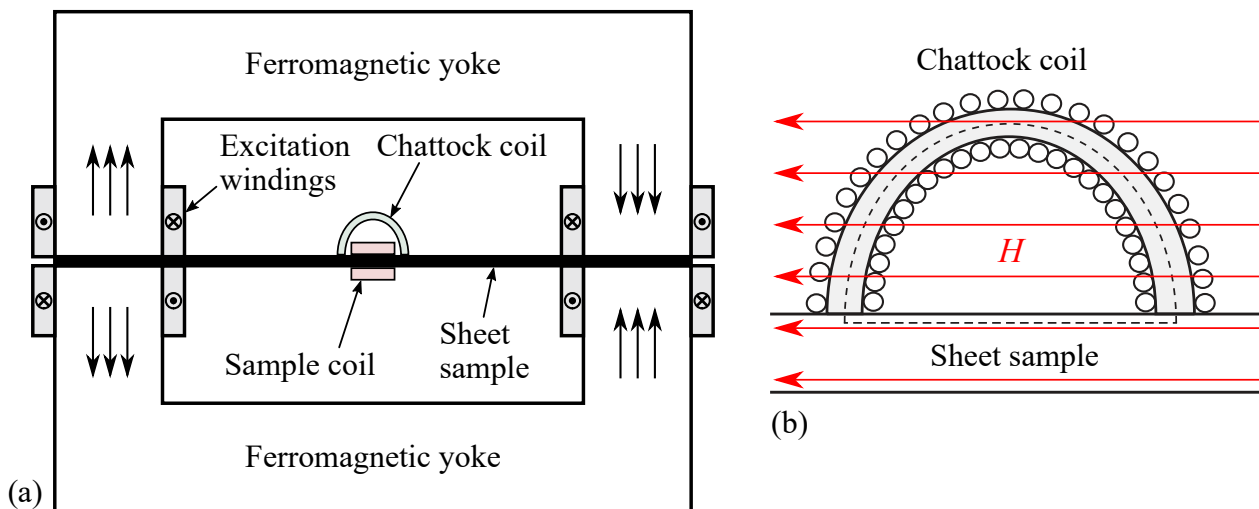 Ferromagnetic yoke
Excitation
windings
Chattock coil
Sample coil
Sheet
sample
Ferromagnetic yoke
(a)
Chattock coil
H
Sheet sample
(b)